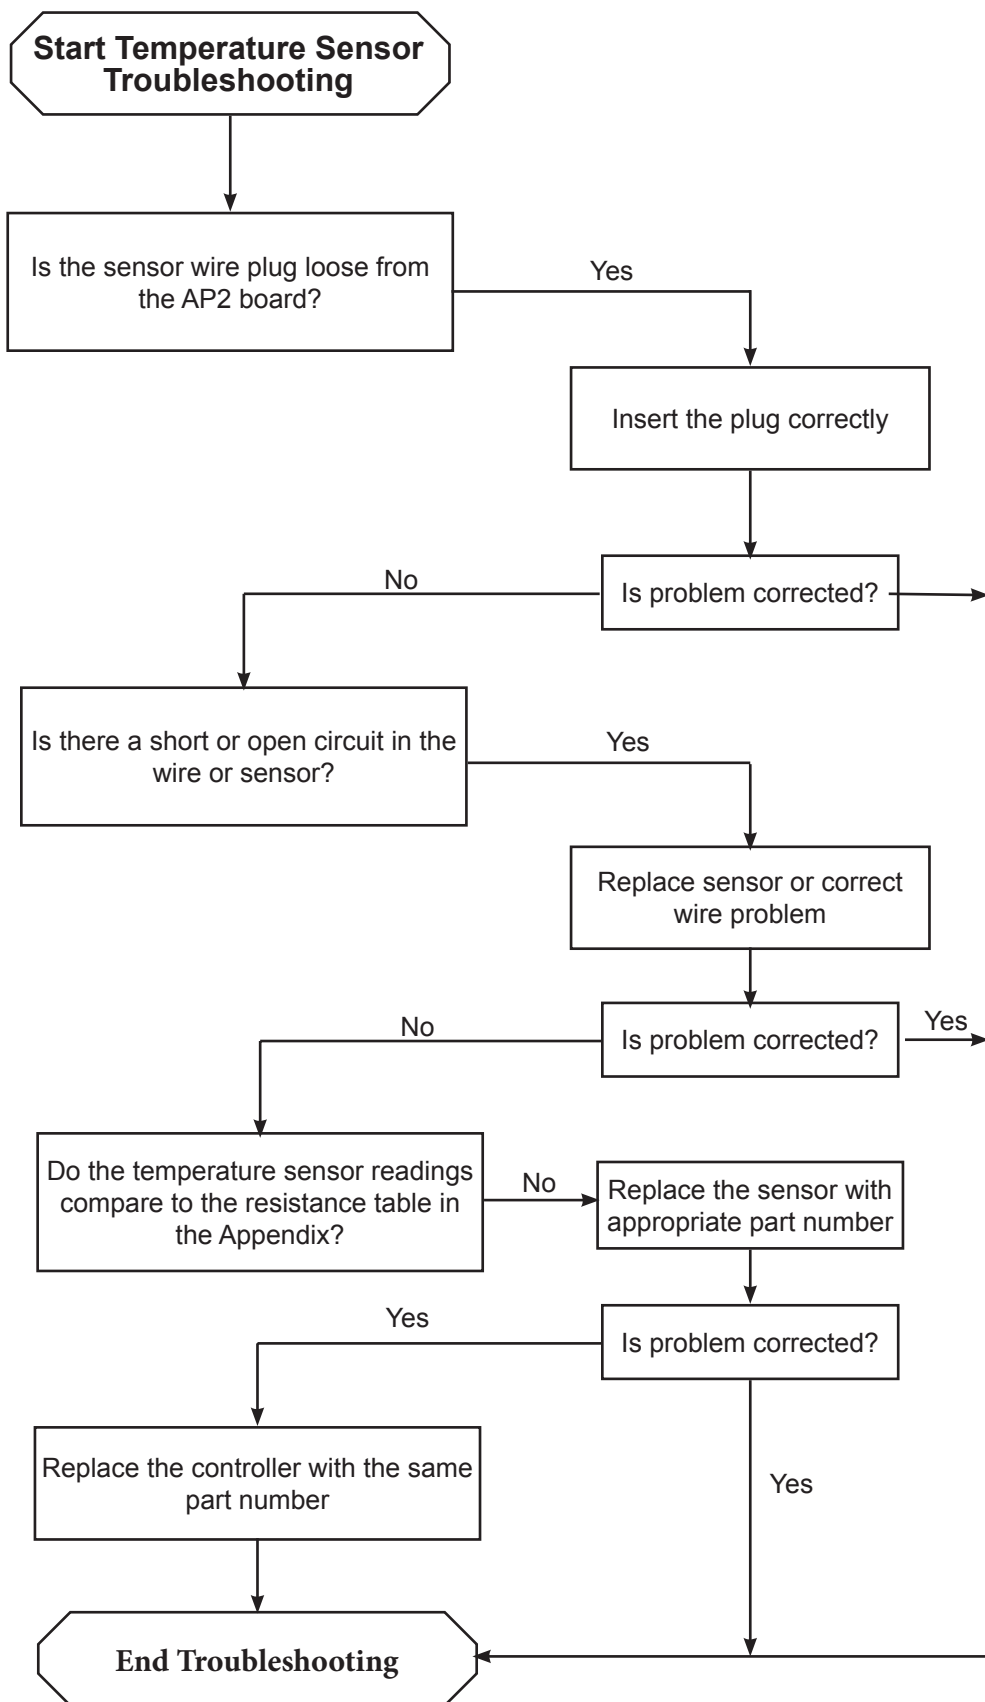 Start Temperature Sensor
Troubleshooting
Is the sensor wire plug loose from
the AP2 board?
Yes
Insert the plug correctly
Is problem corrected?
No
Is there a short or open circuit in the
wire or sensor?
Yes
Replace sensor or correct
wire problem
Is problem corrected?
Yes
No
Do the temperature sensor readings
compare to the resistance table in
the Appendix?
No
Replace the sensor with
appropriate part number
Is problem corrected?
Yes
Replace the controller with the same
part number
Yes
End Troubleshooting